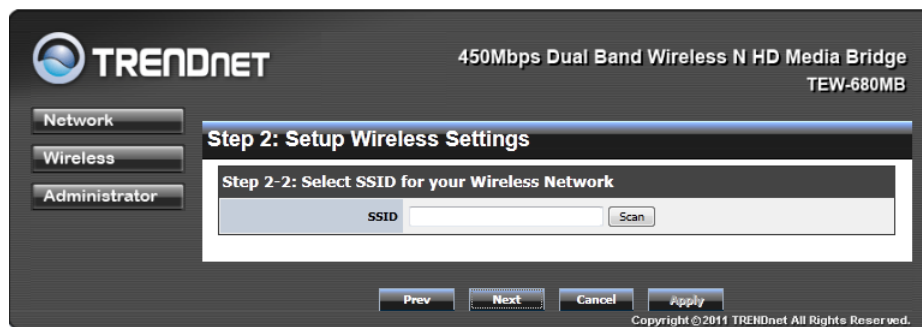 TRENDNET
450Mbps Dual Band Wireless N HD Media Bridge
TEW-680MB
Network
Wireless
Administrator
Step 2: Setup Wireless Settings
Step 2-2: Select SSID for your Wireless Network
SSID
Scan
Prev
Next
Cancel
Apply
Copyright©2011 TRENDnet All Rights Reserved.